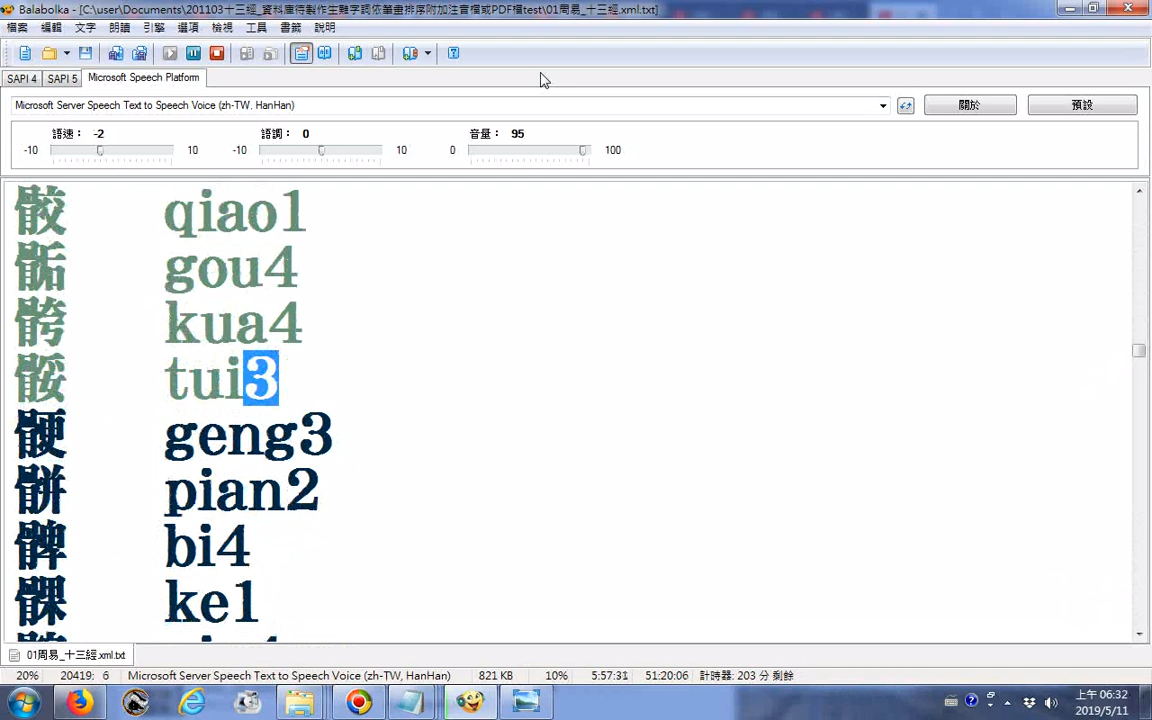 Balabolka - [C:\user\Documents\201103十三經_資料庫待製作生難字詞依筆畫排序附加注音檔或PDF檔test\01周易_十三經.xml.txt]
檔案 編輯 文字 朗讀 引擎 選項 檢視 工具 書籤 說明
SAPI 4 SAPI 5 Microsoft Speech Platform
Microsoft Server Speech Text to Speech Voice (zh-TW, HanHan) 關於 預設
語速： -2 語調： 0 音量： 95
-10 10 -10 10 0 100
骹 qiao1
骺 gou4
骻 kua4
骽 tui3
骾 geng3
骿 pian2
髀 bi4
髁 ke1
01周易_十三經.xml.txt
20% 20419: 6 Microsoft Server Speech Text to Speech Voice (zh-TW, HanHan) 821 KB 10% 5:57:31 51:20:06 計時器: 203 分 剩餘
上午 06:32
2019/5/11